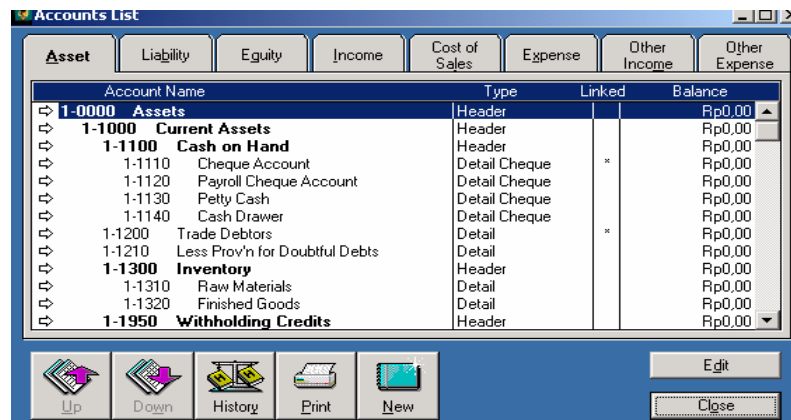 Accounts List
Asset Liability Equity Income Cost of Sales Expense Other Income Other Expense
Account Name Type Linked Balance
1-0000 Assets Header Rp0,00
1-1000 Current Assets Header Rp0,00
1-1100 Cash on Hand Header Rp0,00
1-1110 Cheque Account Detail Cheque * Rp0,00
1-1120 Payroll Cheque Account Detail Cheque Rp0,00
1-1130 Petty Cash Detail Cheque Rp0,00
1-1140 Cash Drawer Detail Cheque Rp0,00
1-1200 Trade Debtors Detail * Rp0,00
1-1210 Less Prov'n for Doubtful Debts Detail Rp0,00
1-1300 Inventory Header Rp0,00
1-1310 Raw Materials Detail Rp0,00
1-1320 Finished Goods Detail Rp0,00
1-1950 Withholding Credits Header Rp0,00
Edit
Up Down History Print New Close